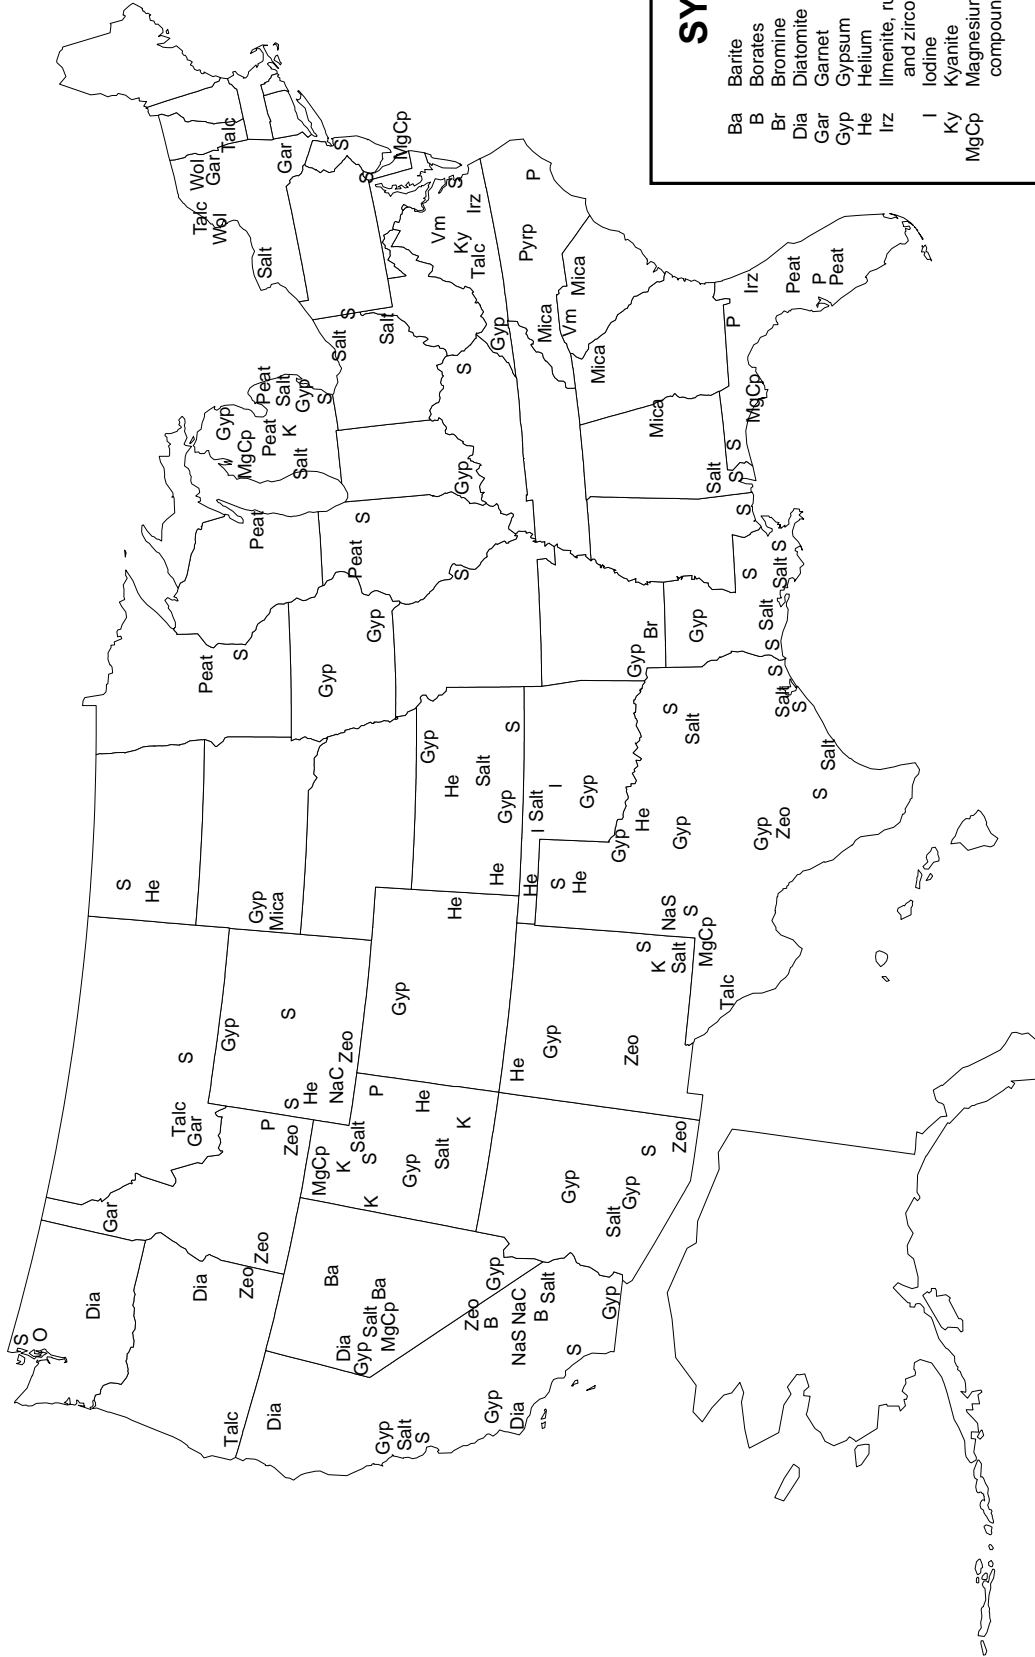 S
O
Dia
Dia
Zeo
Talc
Gar
Zeo
P
Zeo
Talc
Gar
S
Dia
Gyp
Salt
S
Gyp
Dia
S
Zeo
B
NaS
NaC
B
Salt
Gyp
Ba
Dia
Gyp
Salt
Ba
MgCp
Gyp
MgCp
K
Salt
S
K
P
Gyp
He
Salt
K
Gyp
S
S
He
NaC
Zeo
Gyp
He
Gyp
Salt
Gyp
S
Zeo
He
Gyp
Zeo
S
K
Salt
S
He
Gyp
Mica
Gyp
He
Salt
Gyp
S
He
He
I
Salt
I
Gyp
S
He
Gyp
He
Gyp
NaS
S
MgCp
Talc
S
Salt
Gyp
Zeo
S
Salt
Salt
S
S
Peat
S
Gyp
Gyp
Gyp
Br
Gyp
S
Salt
S
Salt
S
Peat
Peat
S
S
Gyp
Gyp
MgCp
Peat
K
Salt
Peat
Salt
Gyp
S
Salt
S
Salt
S
Gyp
S
S
Salt
S
S
Mica
Mica
P
MgCp
Irz
Peat
P
Peat
Mica
Vm
Mica
Pyrp
P
Vm
Ky
Talc
Irz
S
MgCp
S
S
Gar
Salt
Talc
Wol
Wol
Gar
Talc
SY
Ba Barite
B Borates
Br Bromine
Dia Diatomite
Gar Garnet
Gyp Gypsum
He Helium
Irz Ilmenite, ru
and zirco
I Iodine
Ky Kyanite
MgCp Magnesium
compoun